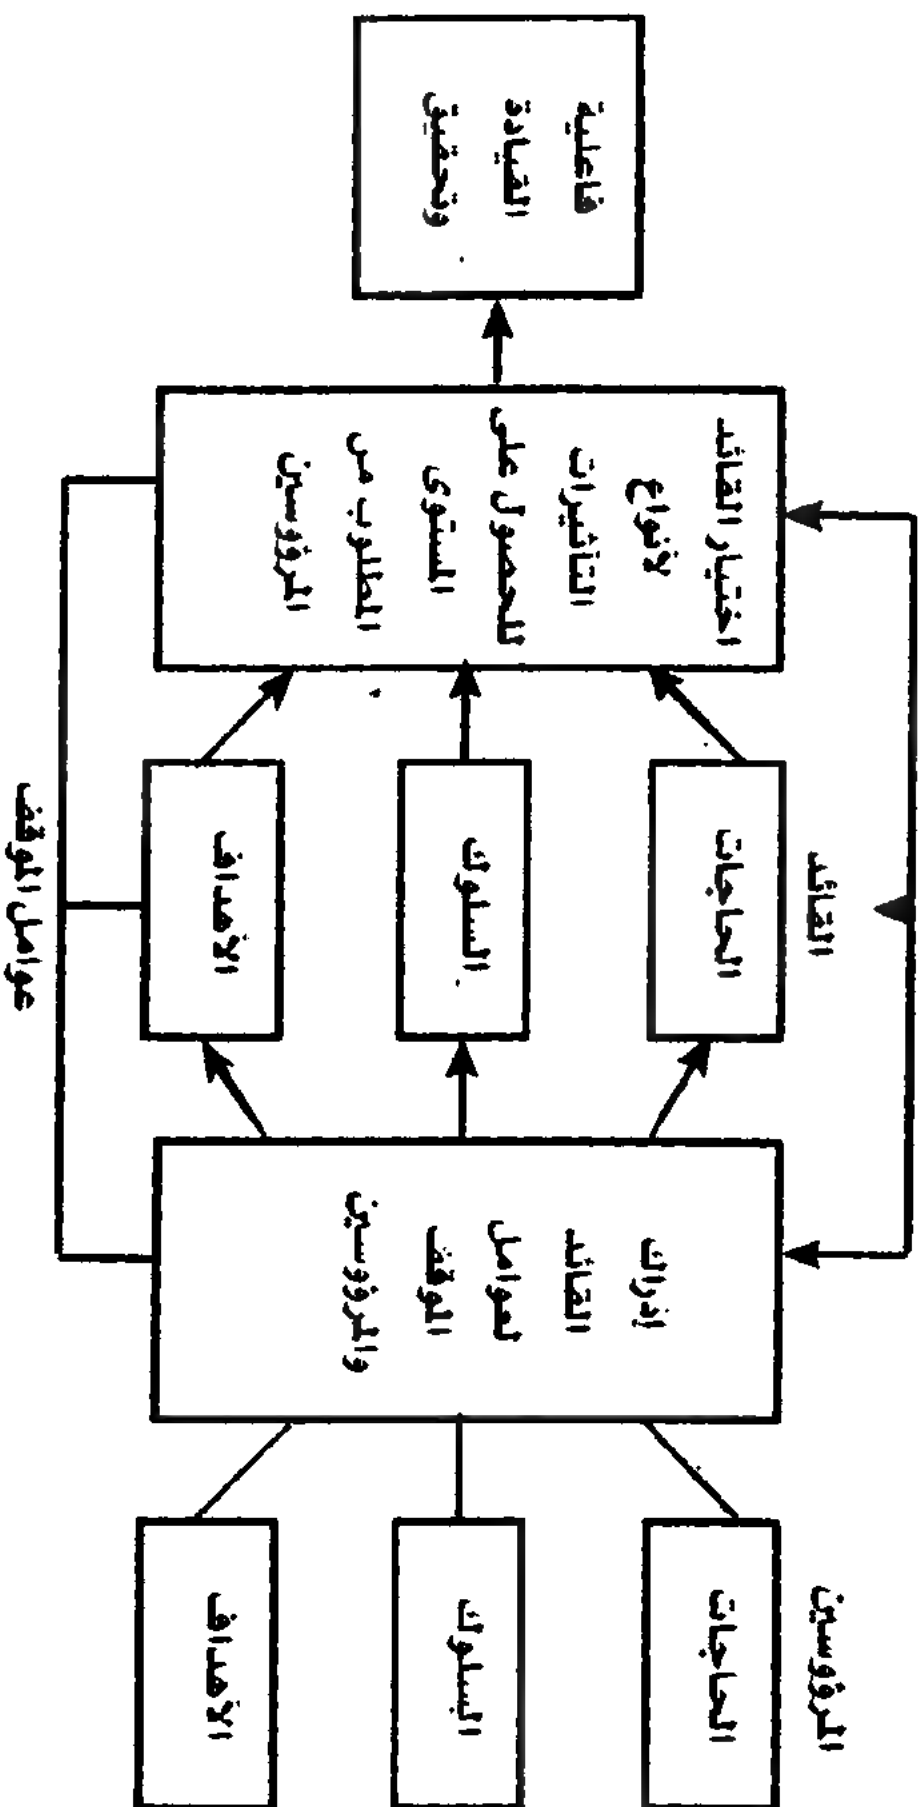 المرؤوسين
الحاجات
السلوك
الأهداف
إدراك
القائد
لعوامل
الموقف
والمرؤوسين
القائد
الحاجات
السلوك
الأهداف
عوامل الموقف
اختيار القائد
لأنواع
التأثيرات
للحصول على
المستوى
المطلوب من
المرؤوسين
فاعلية
القيادة
وتحقيق